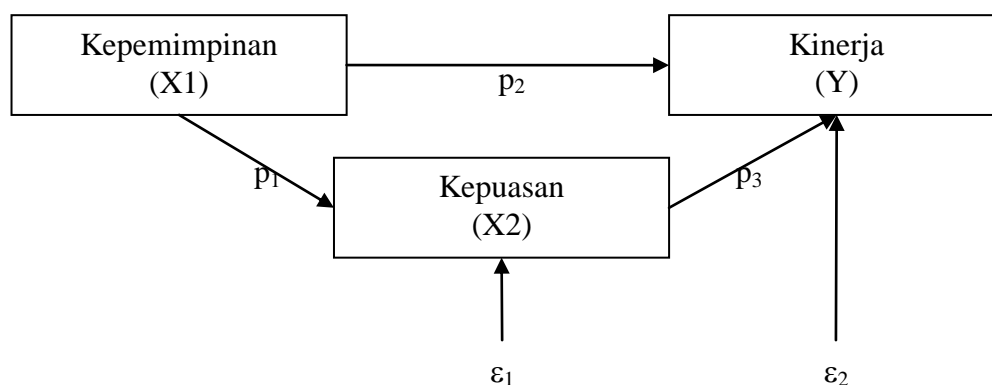 Kepemimpinan
(X1)
Kinerja
(Y)
p₂
p₁
Kepuasan
(X2)
p₃
ε₁
ε₂